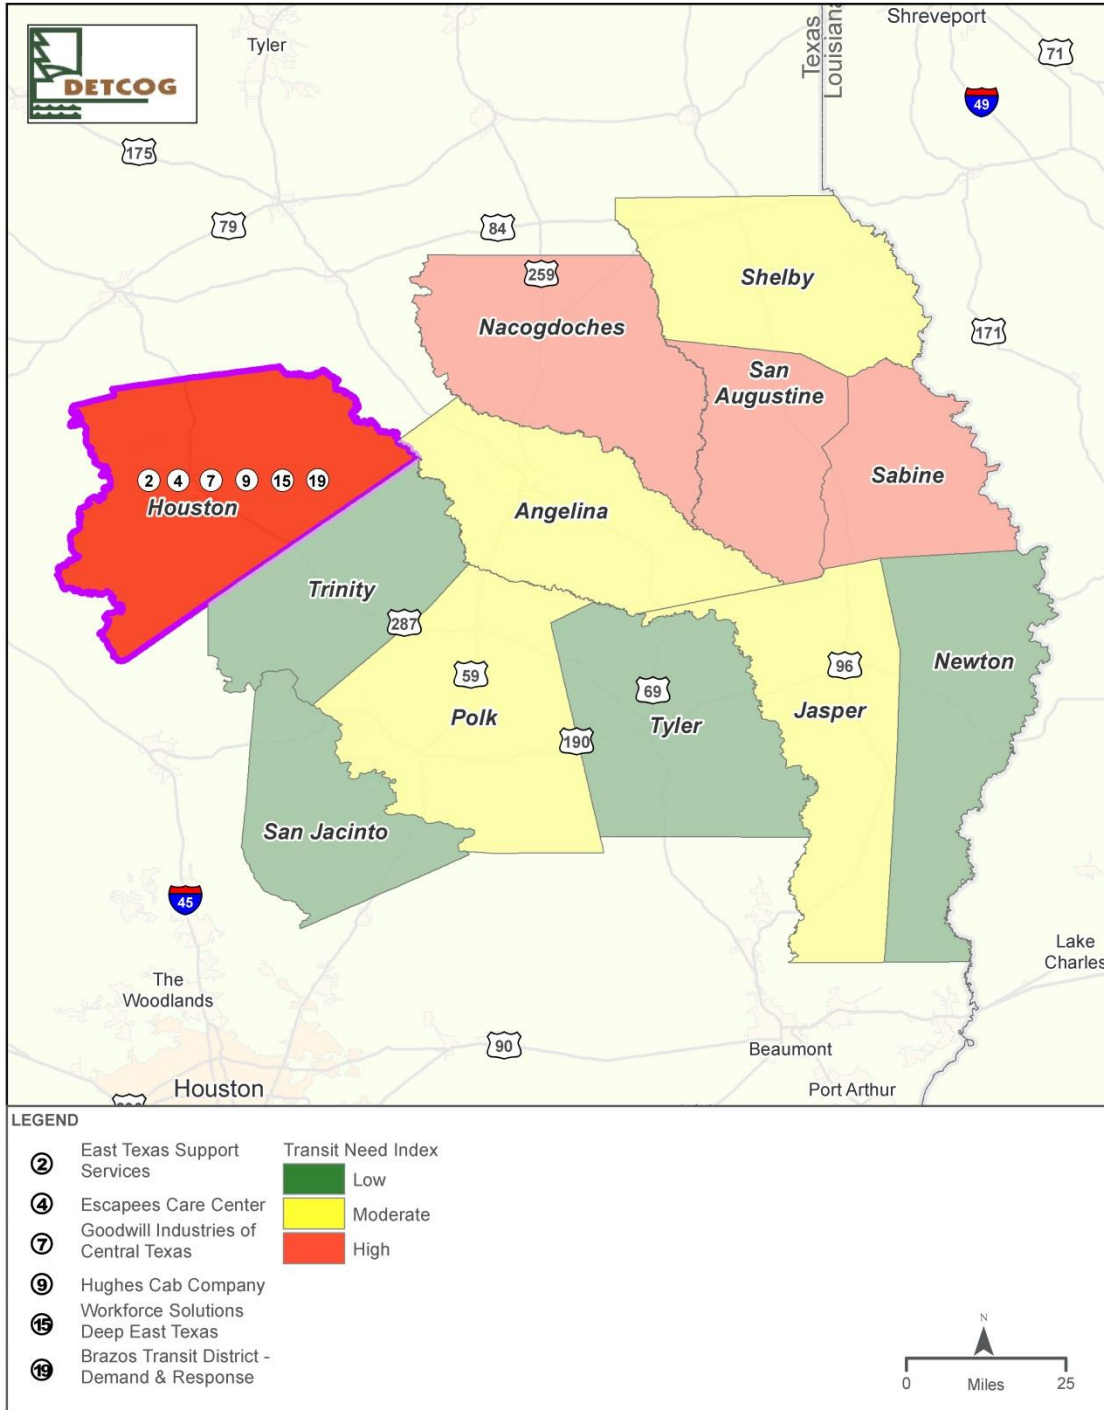 Shreveport
Tyler
Texas
Louisiana
71
DETCOG
49
175
79
84
259
Shelby
Nacogdoches
171
San
Augustine
Sabine
2 4 7 9 15 19
Houston
Angelina
Trinity
287
59
96
Newton
69
Polk
Jasper
Tyler
190
San Jacinto
45
Lake
Charles
The
Woodlands
90
Beaumont
Houston
Port Arthur
LEGEND
2 East Texas Support
Services
4 Escapees Care Center
7 Goodwill Industries of
Central Texas
9 Hughes Cab Company
15 Workforce Solutions
Deep East Texas
19 Brazos Transit District -
Demand & Response
Transit Need Index
Low
Moderate
High
N
0 Miles 25